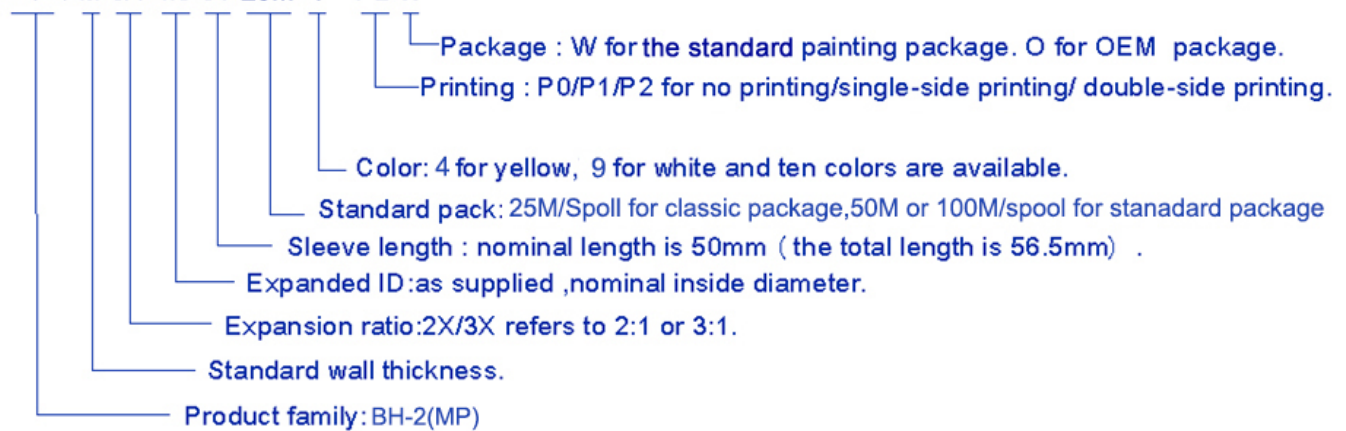 Package : W for the standard painting package. O for OEM package.
Printing : P0/P1/P2 for no printing/single-side printing/ double-side printing.
Color: 4 for yellow, 9 for white and ten colors are available.
Standard pack: 25M/Spoll for classic package,50M or 100M/spool for stanadard package
Sleeve length : nominal length is 50mm ( the total length is 56.5mm) .
Expanded ID:as supplied ,nominal inside diameter.
Expansion ratio:2X/3X refers to 2:1 or 3:1.
Standard wall thickness.
Product family: BH-2(MP)